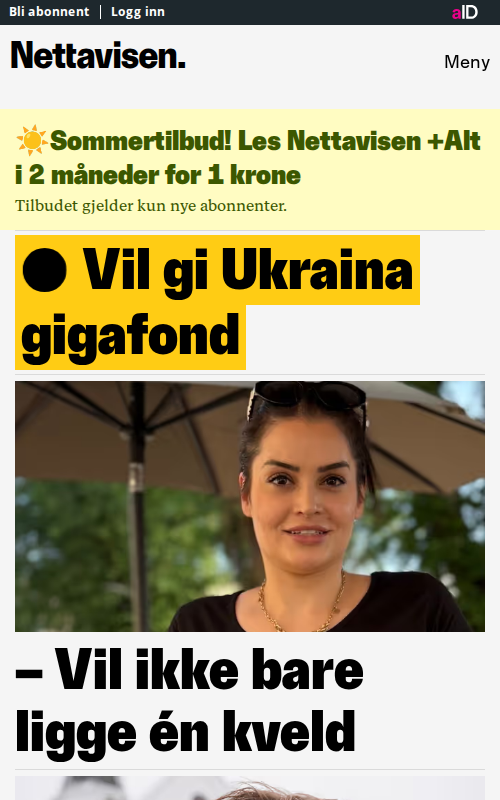 Bli abonnent | Logg inn
aID
Nettavisen.
Meny
☀️Sommertilbud! Les Nettavisen +Alt
i 2 måneder for 1 krone
Tilbudet gjelder kun nye abonnenter.
● Vil gi Ukraina
gigafond
– Vil ikke bare
ligge én kveld